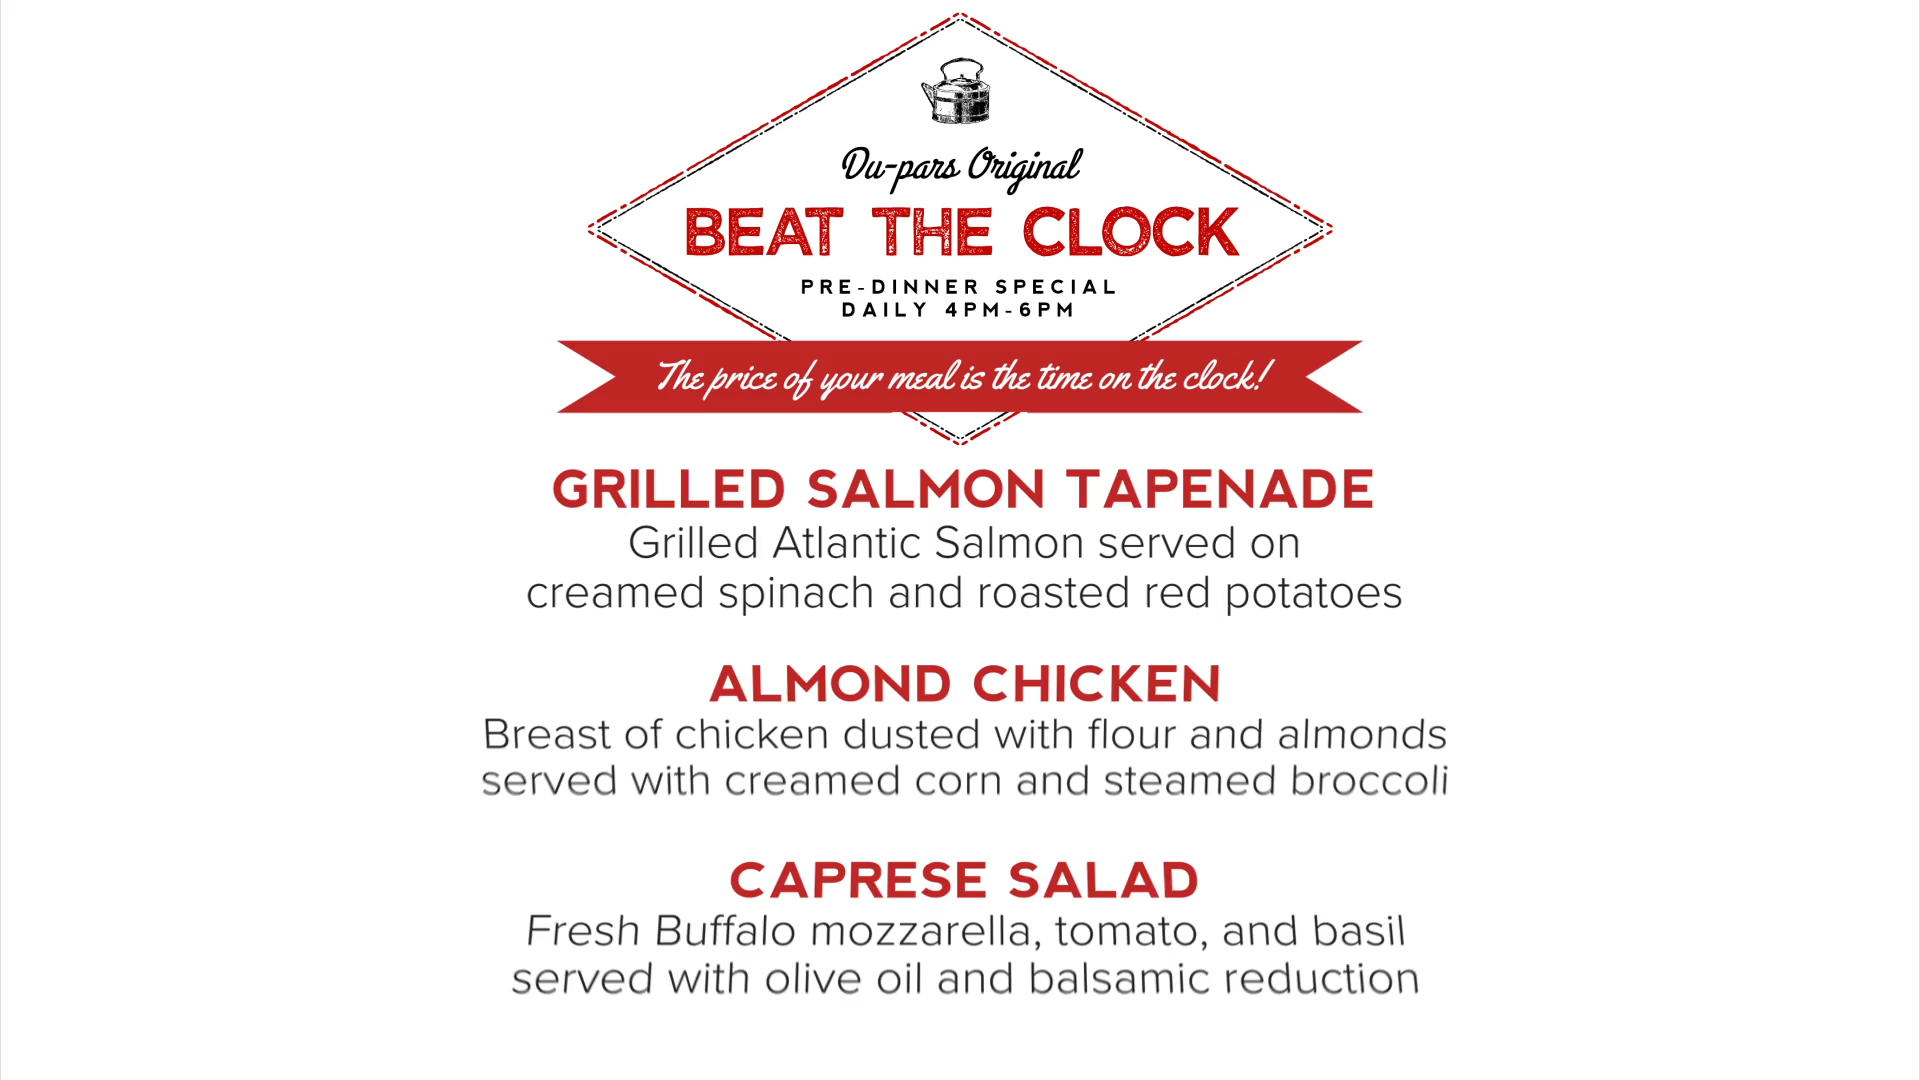 Du-pars Original
BEAT THE CLOCK
PRE-DINNER SPECIAL
DAILY 4PM-6PM
The price of your meal is the time on the clock!
GRILLED SALMON TAPENADE
Grilled Atlantic Salmon served on
creamed spinach and roasted red potatoes
ALMOND CHICKEN
Breast of chicken dusted with flour and almonds
served with creamed corn and steamed broccoli
CAPRESE SALAD
Fresh Buffalo mozzarella, tomato, and basil
served with olive oil and balsamic reduction